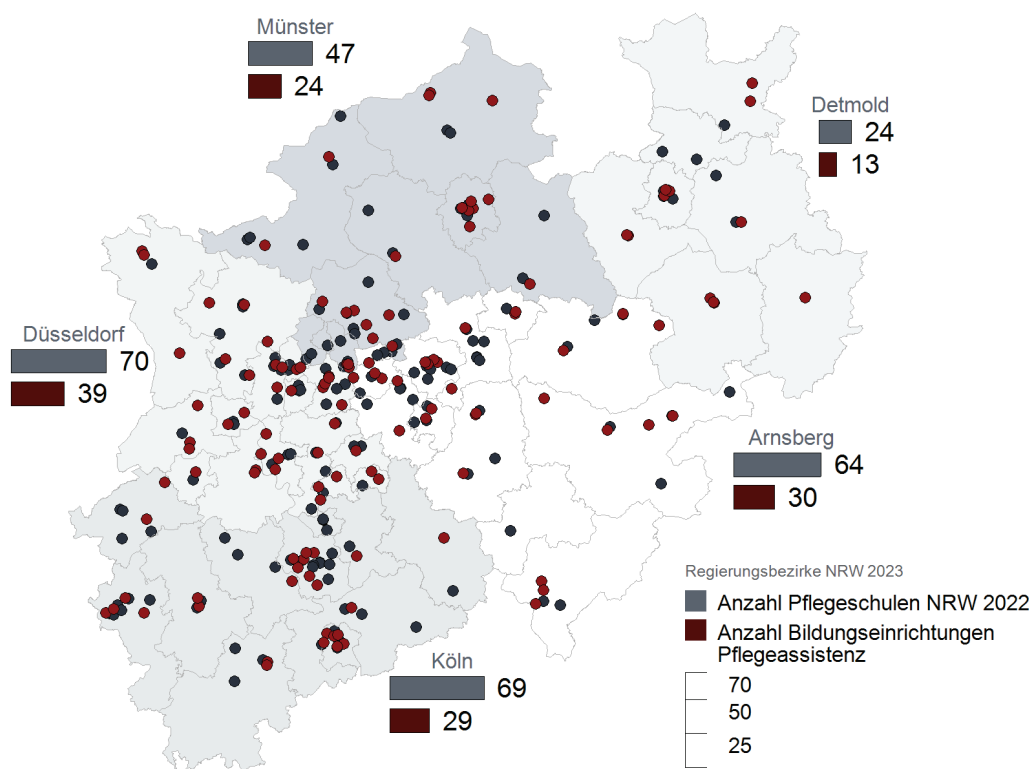 Münster
47
24
Detmold
24
13
Düsseldorf
70
39
Arnsberg
64
30
Köln
69
29
Regierungsbezirke NRW 2023
Anzahl Pflegeschulen NRW 2022
Anzahl Bildungseinrichtungen
Pflegeassistenz
70
50
25